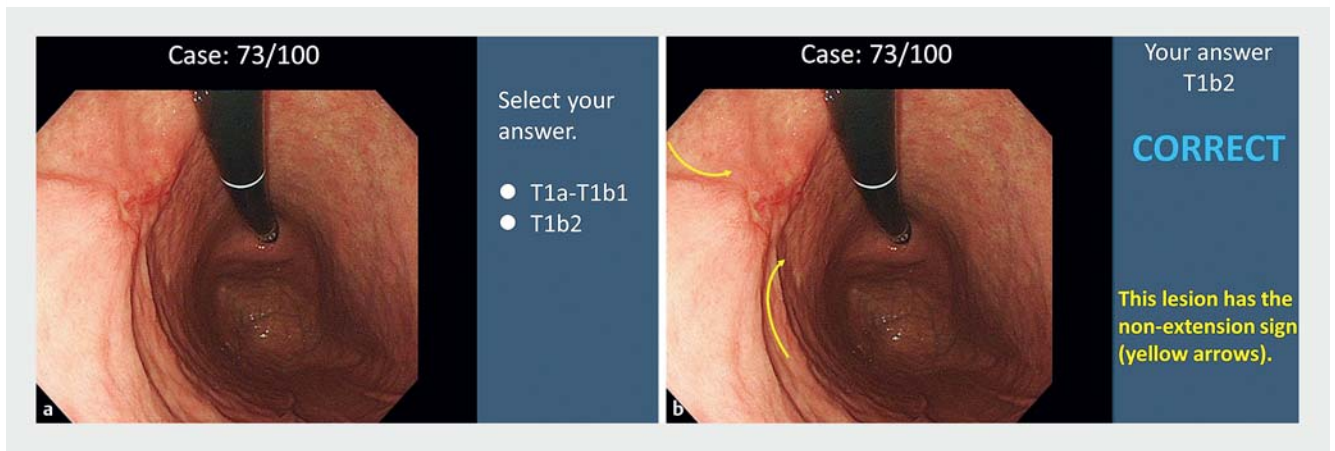 Case: 73/100
Select your
answer.
T1a-T1b1
T1b2
a
Case: 73/100
Your answer
T1b2
CORRECT
This lesion has the
non-extension sign
(yellow arrows).
b